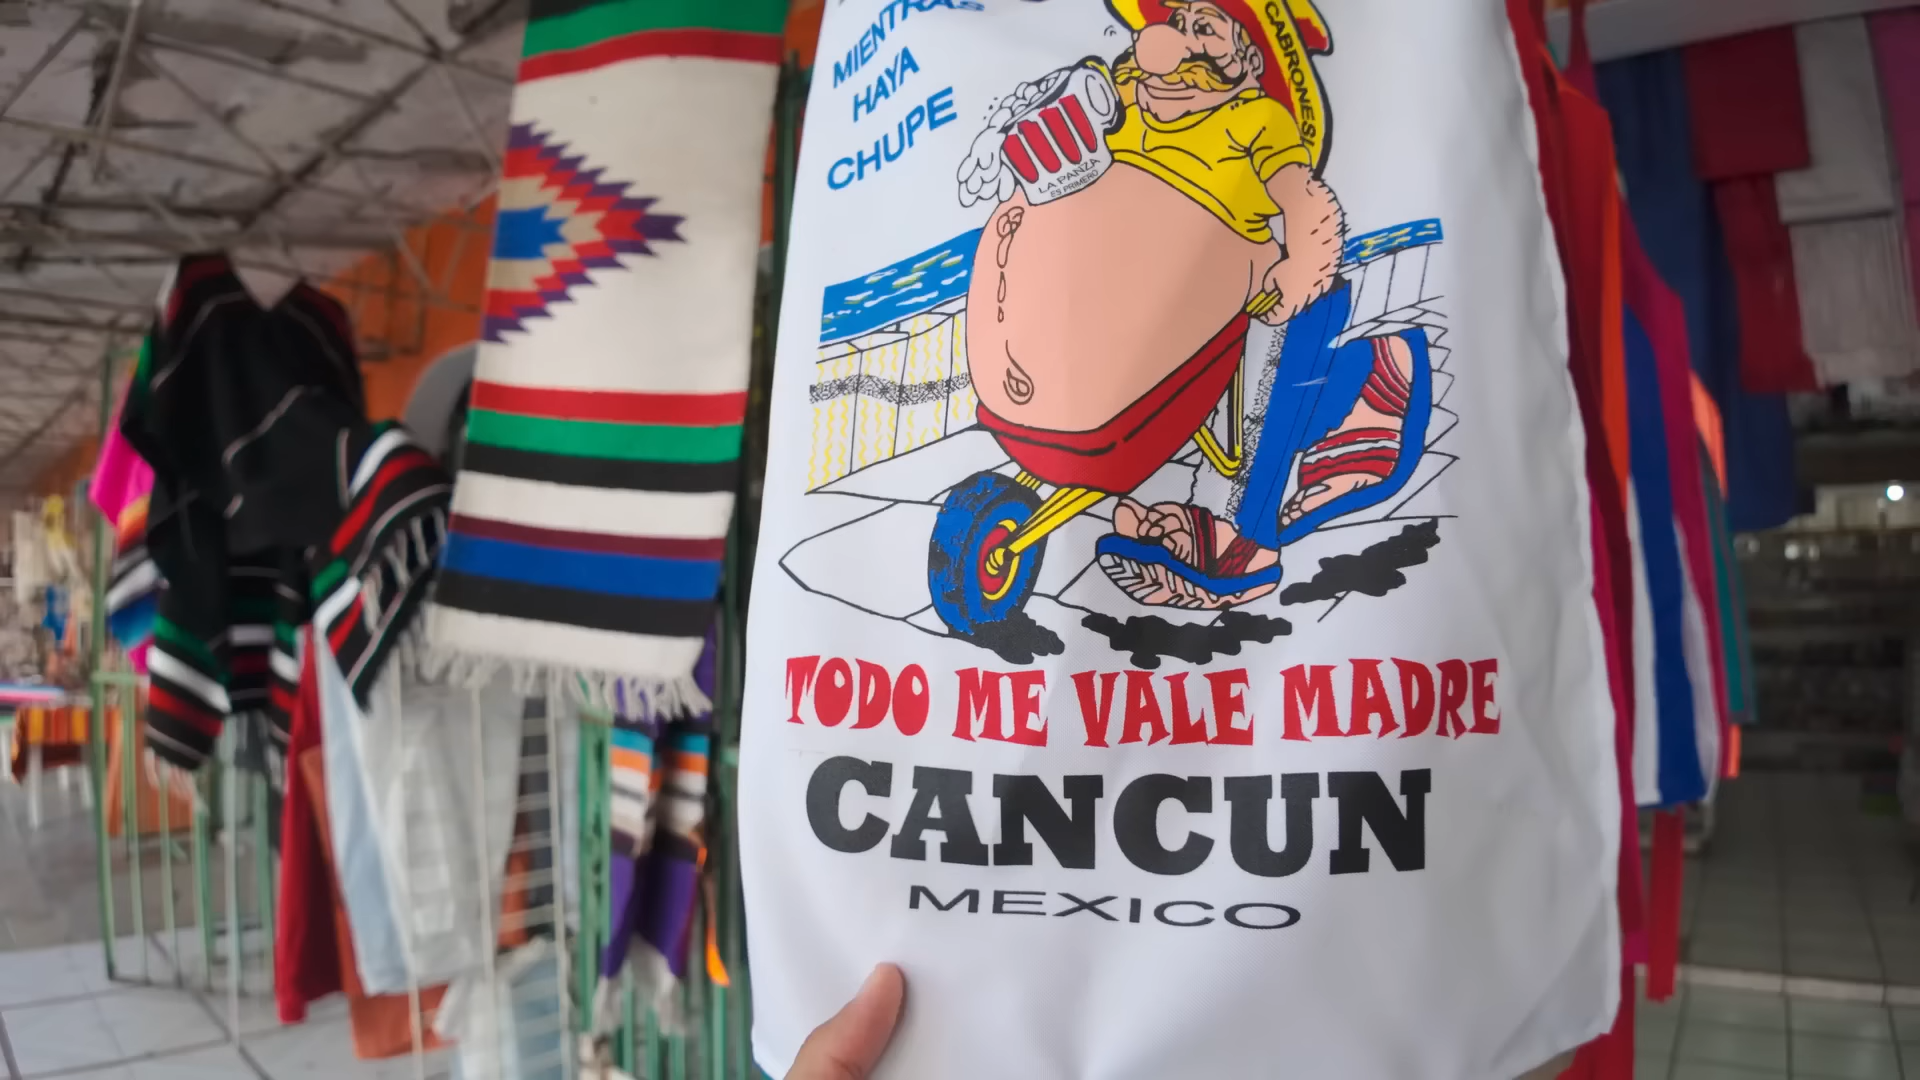 MIENTRAS
HAYA
CHUPE
CABRONES!
LA PANZA
ES PRIMERO
TODO ME VALE MADRE
CANCUN
MEXICO